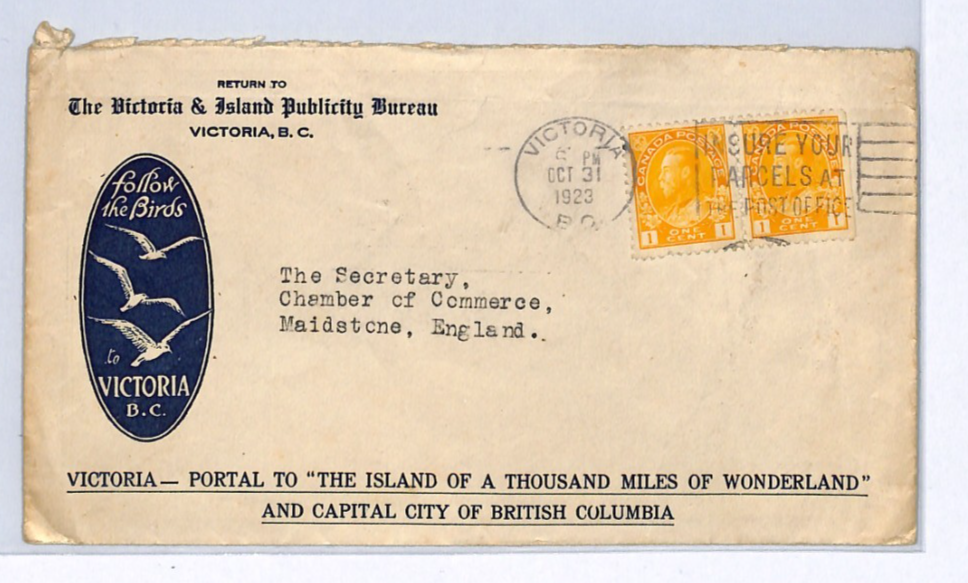 RETURN TO
The Victoria & Island Publicity Bureau
VICTORIA, B. C.
VICTORIA
PM
OCT 31
1923
B.C.
INSURE YOUR
PARCELS AT
THE POST OFFICE
CANADA POSTAGE
1 ONE CENT 1
CANADA POSTAGE
1 ONE CENT 1
follow
the Birds
to
VICTORIA
B.C.
The Secretary,
Chamber of Commerce,
Maidstone, England.
VICTORIA — PORTAL TO "THE ISLAND OF A THOUSAND MILES OF WONDERLAND"
AND CAPITAL CITY OF BRITISH COLUMBIA